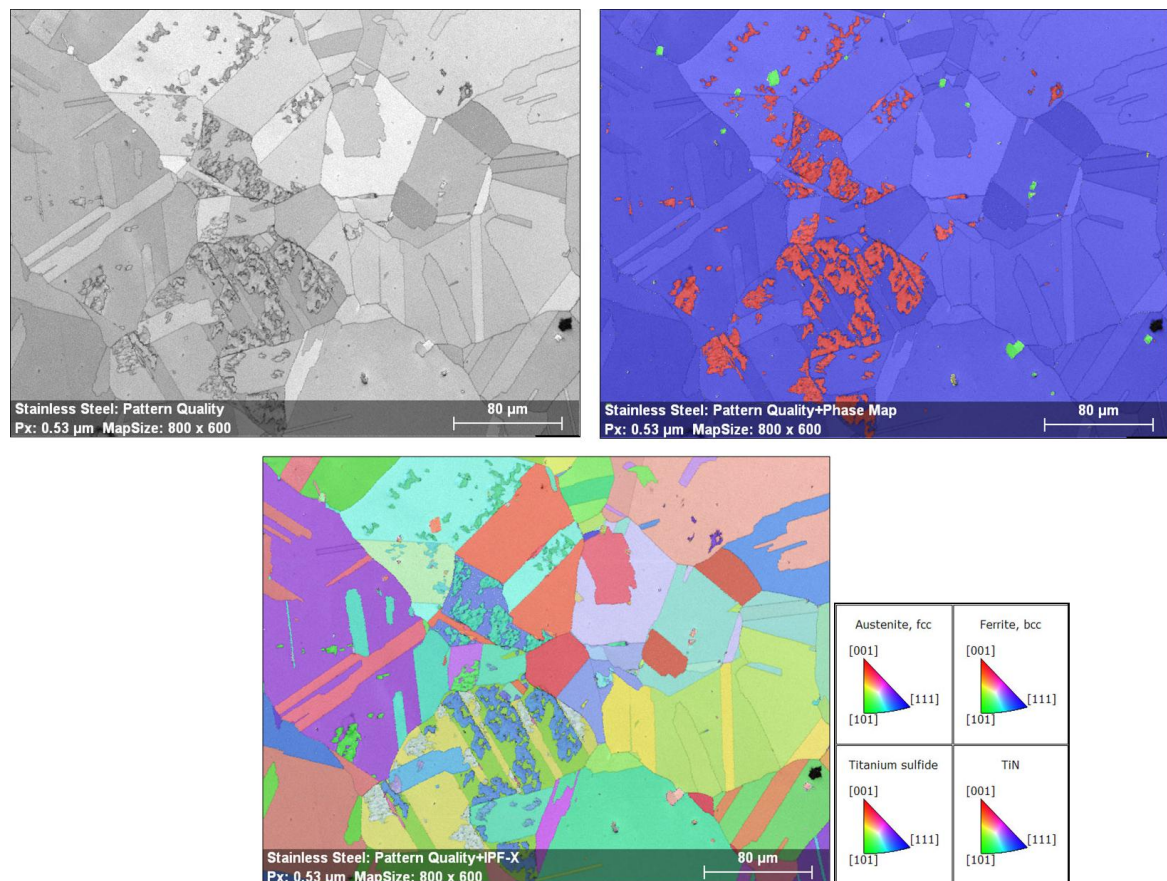 Stainless Steel: Pattern Quality
Px: 0.53 µm MapSize: 800 x 600
80 µm
Stainless Steel: Pattern Quality+Phase Map
Px: 0.53 µm MapSize: 800 x 600
80 µm
Stainless Steel: Pattern Quality+IPF-X
Px: 0.53 µm MapSize: 800 x 600
80 µm
Austenite, fcc
[001]
[111]
[101]
Ferrite, bcc
[001]
[111]
[101]
Titanium sulfide
[001]
[111]
[101]
TiN
[001]
[111]
[101]